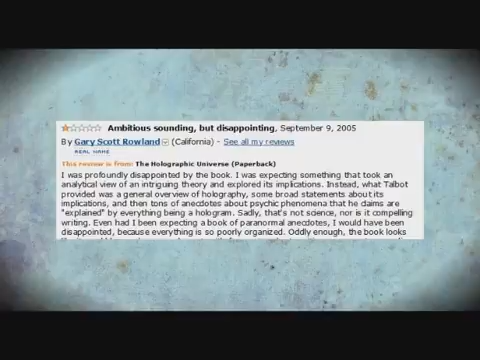 Ambitious sounding, but disappointing, September 9, 2005
By Gary Scott Rowland (California) - See all my reviews
REAL NAME
This review is from: The Holographic Universe (Paperback)
I was profoundly disappointed by the book. I was expecting something that took an
analytical view of an intriguing theory and explored its implications. Instead, what Talbot
provided was a general overview of holography, some broad statements about its
implications, and then tons of anecdotes about psychic phenomena that he claims are
"explained" by everything being a hologram. Sadly, that's not science, nor is it compelling
writing. Even had I been expecting a book of paranormal anecdotes, I would have been
disappointed, because everything is so poorly organized. Oddly enough, the book looks